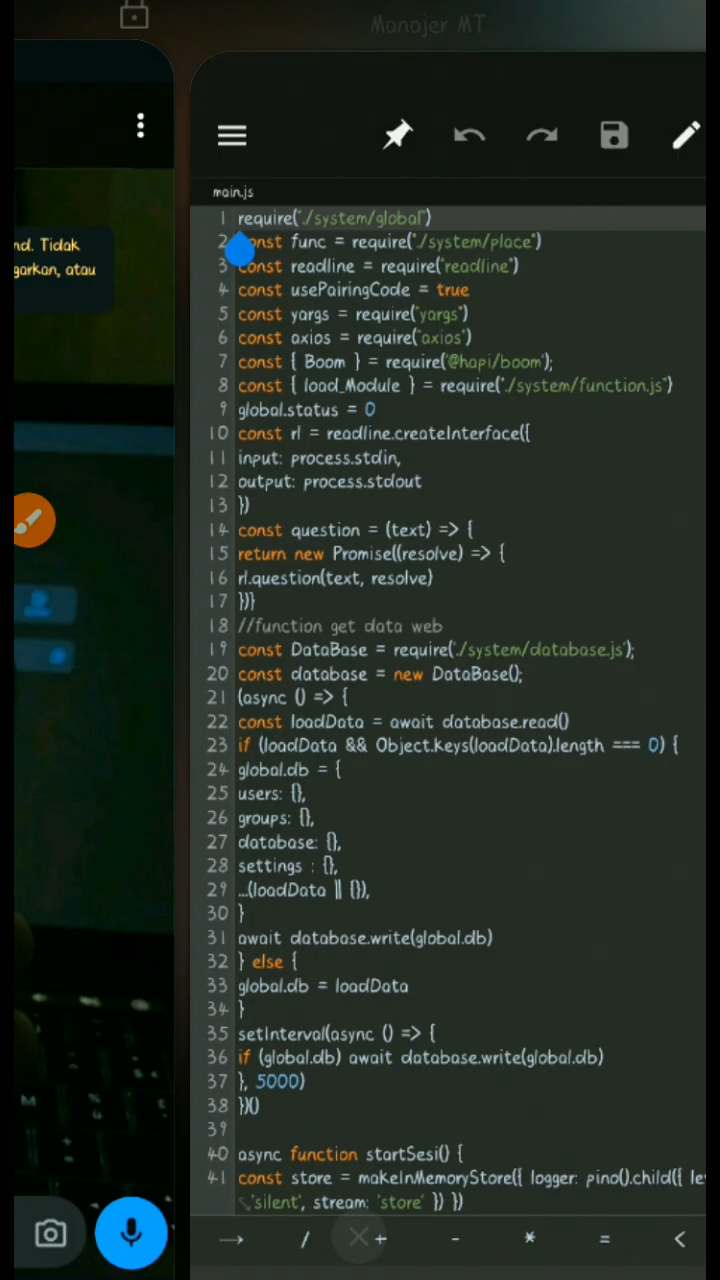 Manajer MT
nd. Tidak
garkan, atau
main.js
1 require("./system/global")
2 const func = require("./system/place")
3 const readline = require("readline")
4 const usePairingCode = true
5 const yargs = require("yargs")
6 const axios = require("axios")
7 const { Boom } = require('@hapi/boom');
8 const { load_Module } = require("./system/function.js")
9 global.status = 0
10 const rl = readline.createInterface({
11 input: process.stdin,
12 output: process.stdout
13 })
14 const question = (text) => {
15 return new Promise((resolve) => {
16 rl.question(text, resolve)
17 })}
18 //function get data web
19 const DataBase = require('./system/database.js');
20 const database = new DataBase();
21 (async () => {
22 const loadData = await database.read()
23 if (loadData && Object.keys(loadData).length === 0) {
24 global.db = {
25 users: {},
26 groups: {},
27 database: {},
28 settings : {},
29 ...(loadData || {}),
30 }
31 await database.write(global.db)
32 } else {
33 global.db = loadData
34 }
35 setInterval(async () => {
36 if (global.db) await database.write(global.db)
37 }, 5000)
38 })()
39
40 async function startSesi() {
41 const store = makeInMemoryStore({ logger: pino().child({ le
'silent', stream: 'store' }) })
→ / + - * = <